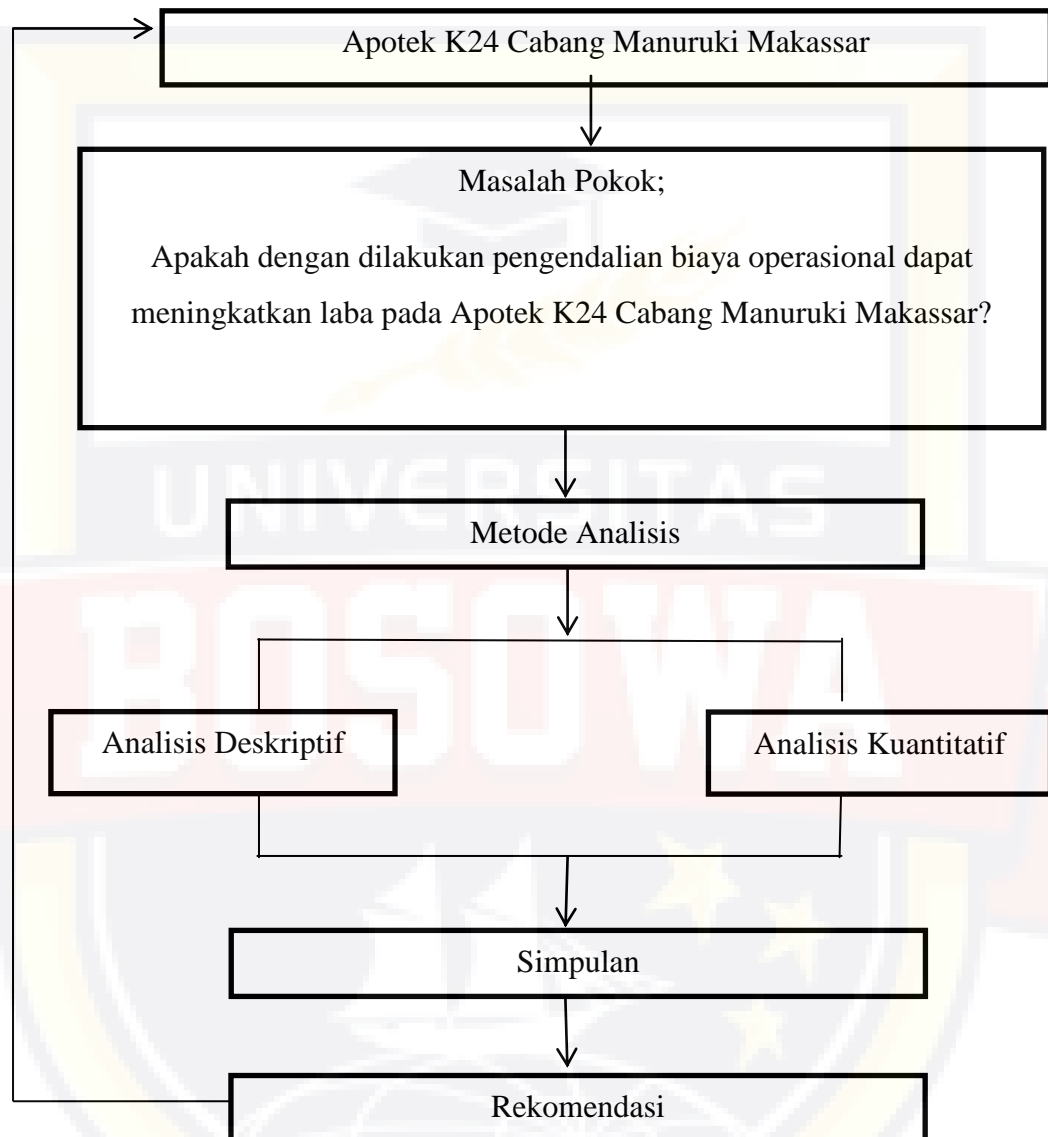 Apotek K24 Cabang Manuruki Makassar
Masalah Pokok;
Apakah dengan dilakukan pengendalian biaya operasional dapat
meningkatkan laba pada Apotek K24 Cabang Manuruki Makassar?
UNIVERSITAS
Metode Analisis
BOSOWA
Analisis Deskriptif
Analisis Kuantitatif
Simpulan
Rekomendasi